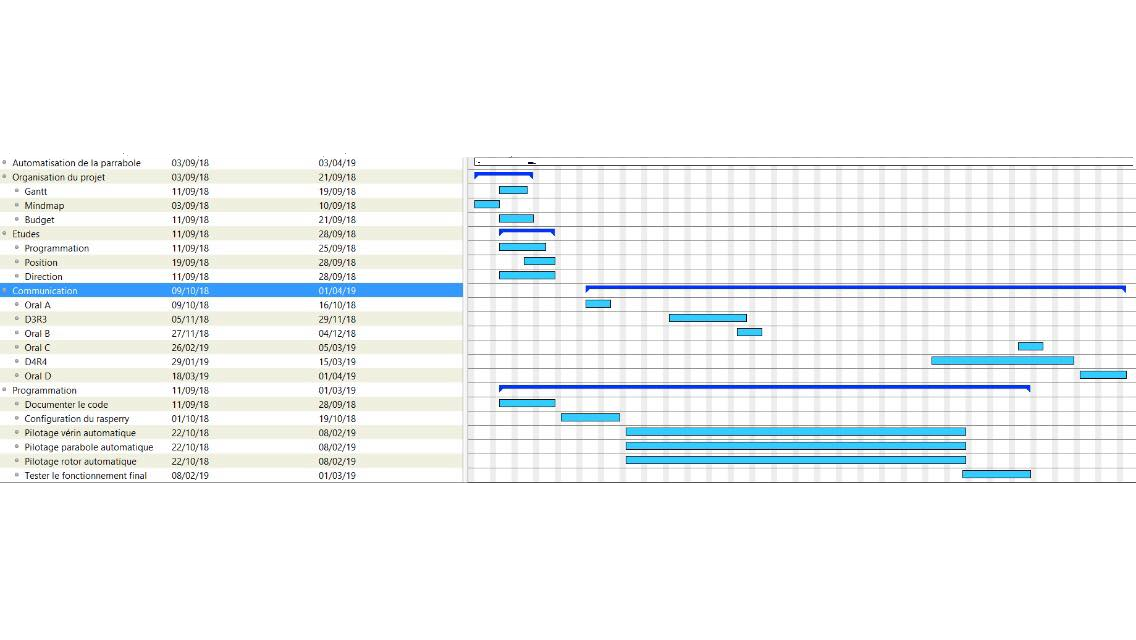 Automatisation de la parrabole 03/09/18 03/04/19
Organisation du projet 03/09/18 21/09/18
Gantt 11/09/18 19/09/18
Mindmap 03/09/18 10/09/18
Budget 11/09/18 21/09/18
Etudes 11/09/18 28/09/18
Programmation 11/09/18 25/09/18
Position 19/09/18 28/09/18
Direction 11/09/18 28/09/18
Communication 09/10/18 01/04/19
Oral A 09/10/18 16/10/18
D3R3 05/11/18 29/11/18
Oral B 27/11/18 04/12/18
Oral C 26/02/19 05/03/19
D4R4 29/01/19 15/03/19
Oral D 18/03/19 01/04/19
Programmation 11/09/18 01/03/19
Documenter le code 11/09/18 28/09/18
Configuration du rasperry 01/10/18 19/10/18
Pilotage vérin automatique 22/10/18 08/02/19
Pilotage parabole automatique 22/10/18 08/02/19
Pilotage rotor automatique 22/10/18 08/02/19
Tester le fonctionnement final 08/02/19 01/03/19